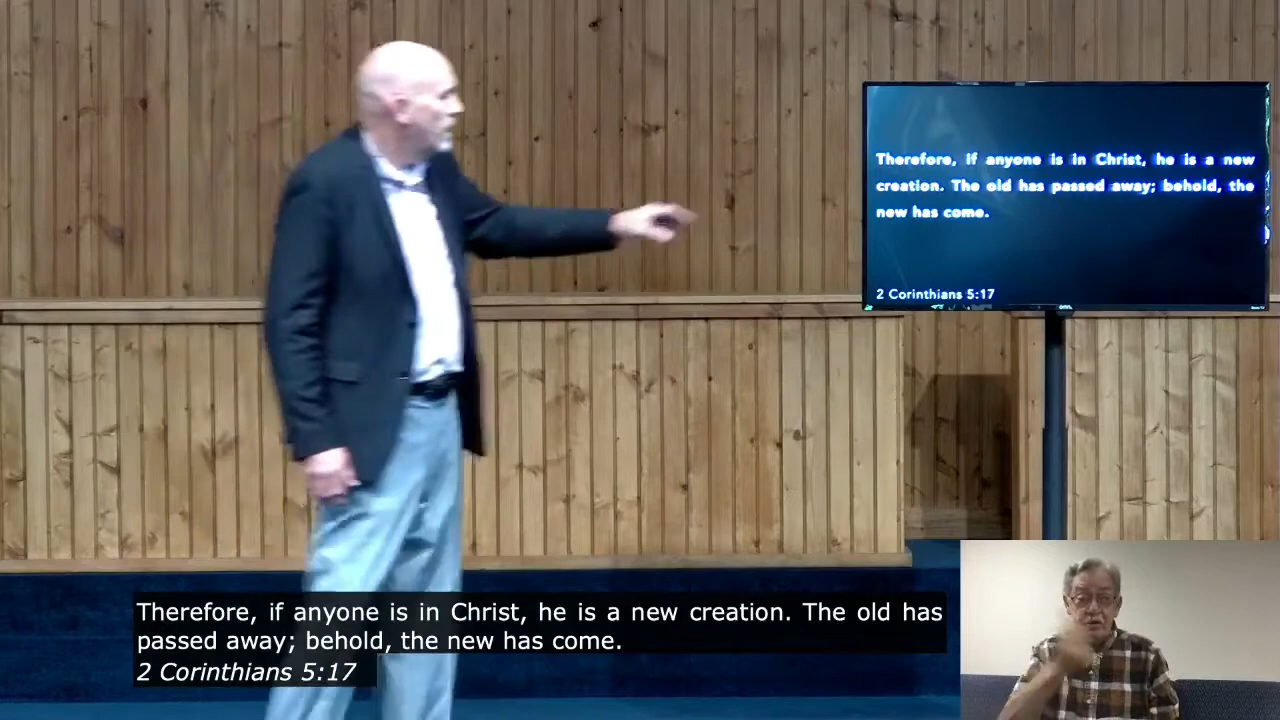 Therefore, if anyone is in Christ, he is a new
creation. The old has passed away; behold, the
new has come.
2 Corinthians 5:17
Therefore, if anyone is in Christ, he is a new creation. The old has
passed away; behold, the new has come.
2 Corinthians 5:17